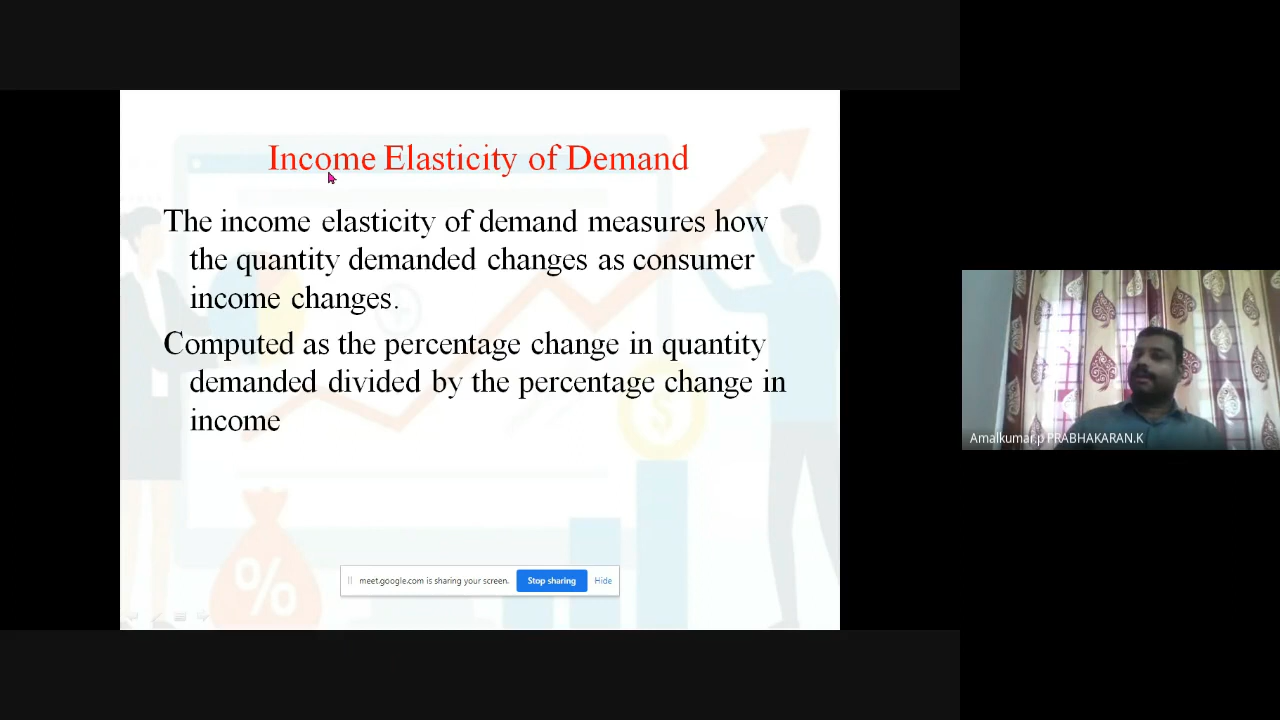 Income Elasticity of Demand
The income elasticity of demand measures how
the quantity demanded changes as consumer
income changes.
Computed as the percentage change in quantity
demanded divided by the percentage change in
income
%
$
meet.google.com is sharing your screen.
Stop sharing
Hide
Amalkumar.p PRABHAKARAN.K